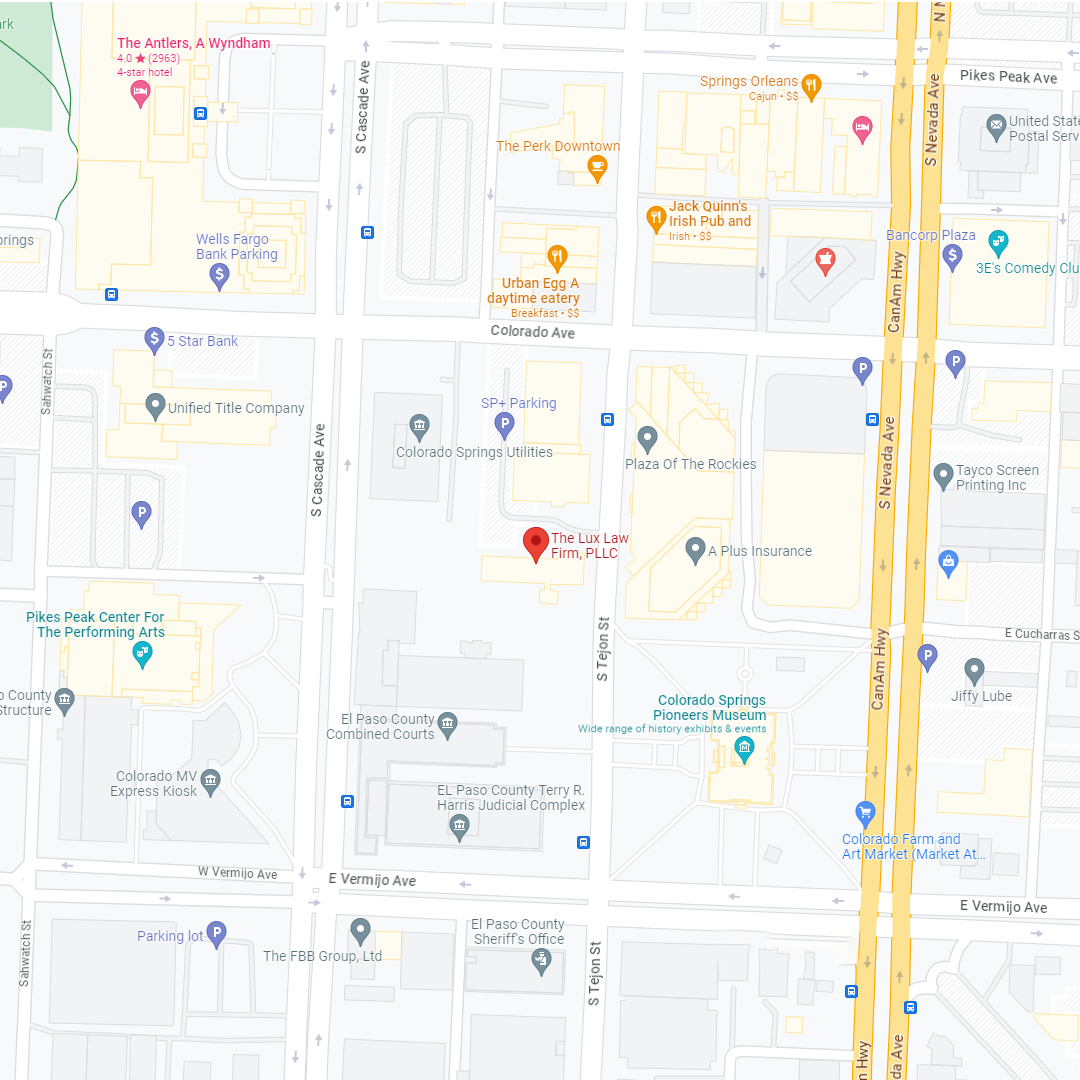 ark
The Antlers, A Wyndham
4.0 ★ (2963)
4-star hotel
S Cascade Ave
Springs Orleans
Cajun • $$
Pikes Peak Ave
N N
S Nevada Ave
United State
Postal Serv
The Perk Downtown
Jack Quinn's
Irish Pub and
Irish • $$
prings
Wells Fargo
Bank Parking
Bancorp Plaza
3E's Comedy Clu
Urban Egg A
daytime eatery
Breakfast • $$
CanAm Hwy
Colorado Ave
5 Star Bank
Sahwatch St
P
P
P
Unified Title Company
SP+ Parking
P
Colorado Springs Utilities
Plaza Of The Rockies
S Cascade Ave
S Nevada Ave
Tayco Screen
Printing Inc
P
The Lux Law
Firm, PLLC
A Plus Insurance
Pikes Peak Center For
The Performing Arts
S Tejon St
E Cucharras S
CanAm Hwy
P
Jiffy Lube
o County
Structure
Colorado Springs
Pioneers Museum
Wide range of history exhibits & events
El Paso County
Combined Courts
Colorado MV
Express Kiosk
EL Paso County Terry R.
Harris Judicial Complex
Colorado Farm and
Art Market (Market At...
W Vermijo Ave
E Vermijo Ave
E Vermijo Ave
Sahwatch St
Parking lot
P
The FBB Group, Ltd
El Paso County
Sheriff's Office
S Tejon St
m Hwy
da Ave